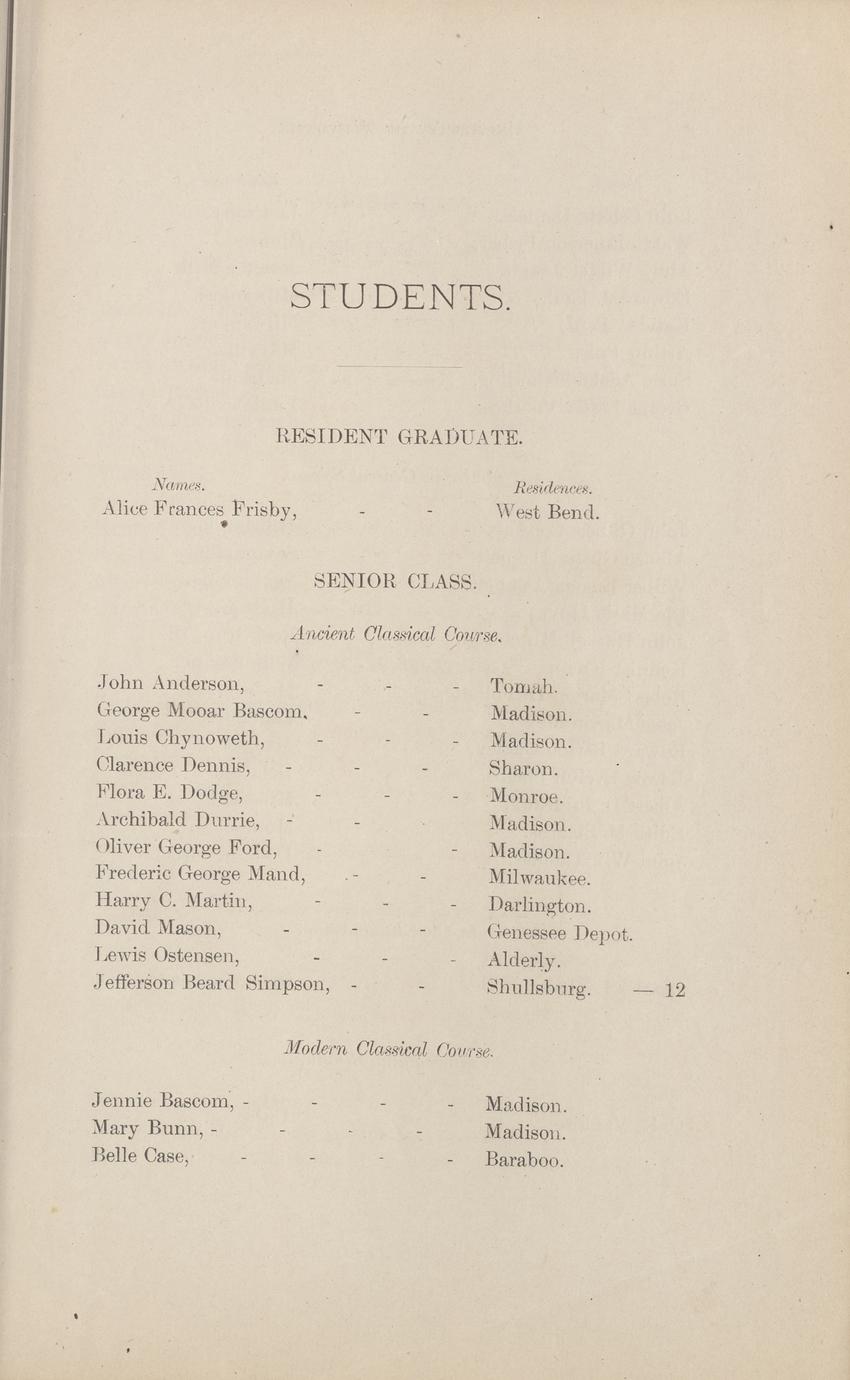 STUDENTS.
RESIDENT GRADUATE.
Names. Residences.
Alice Frances Frisby, - - West Bend.
SENIOR CLASS.
Ancient Classical Course.
John Anderson, - - - Tomah.
George Mooar Bascom, - - Madison.
Louis Chynoweth, - - - Madison.
Clarence Dennis, - - - Sharon.
Flora E. Dodge, - - - Monroe.
Archibald Durrie, - - Madison.
Oliver George Ford, - - Madison.
Frederic George Mand, - - Milwaukee.
Harry C. Martin, - - - Darlington.
David Mason, - - - Genessee Depot.
Lewis Ostensen, - - - Alderly.
Jefferson Beard Simpson, - - Shullsburg. — 12
Modern Classical Course.
Jennie Bascom, - - - - Madison.
Mary Bunn, - - - - Madison.
Belle Case, - - - - Baraboo.